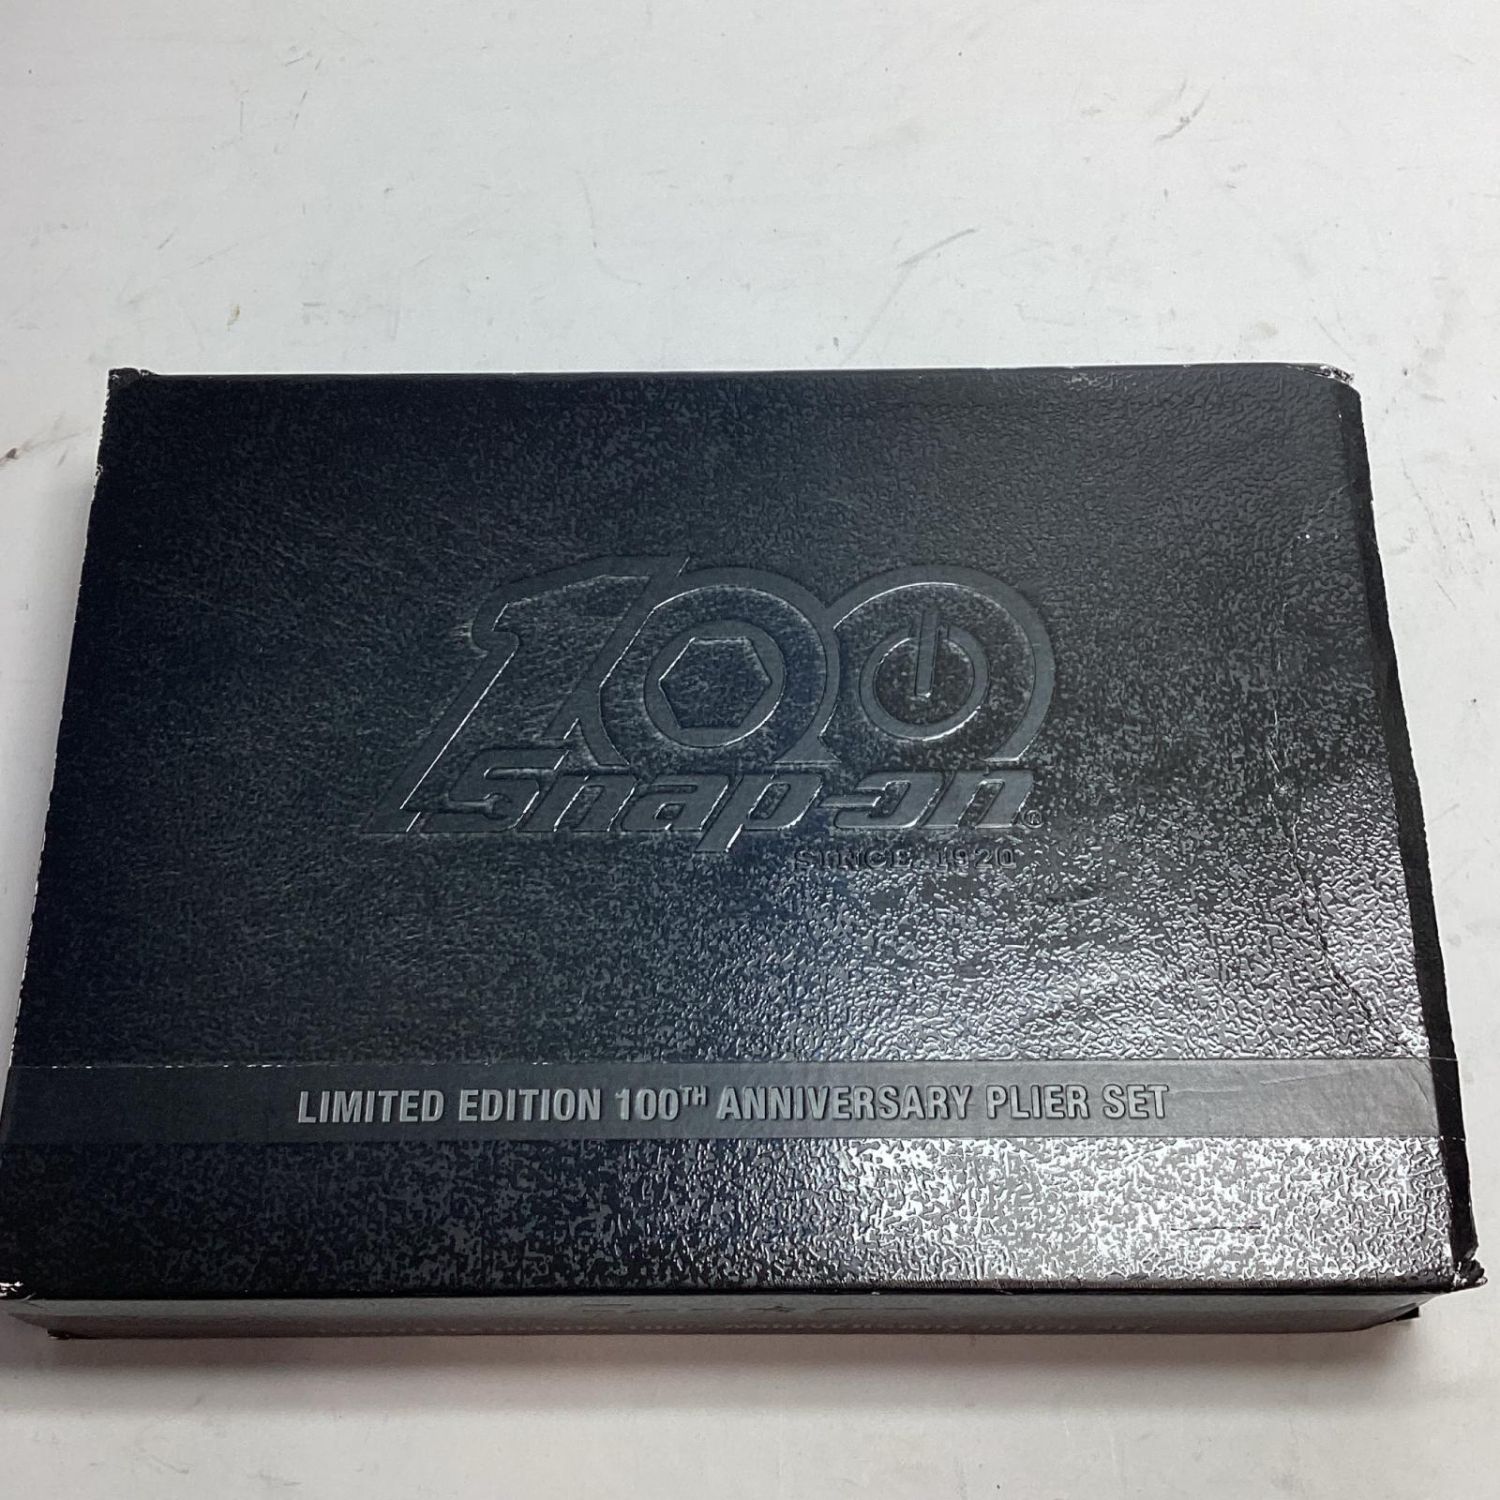 100
Snap-on®
SINCE 1920
LIMITED EDITION 100TH ANNIVERSARY PLIER SET